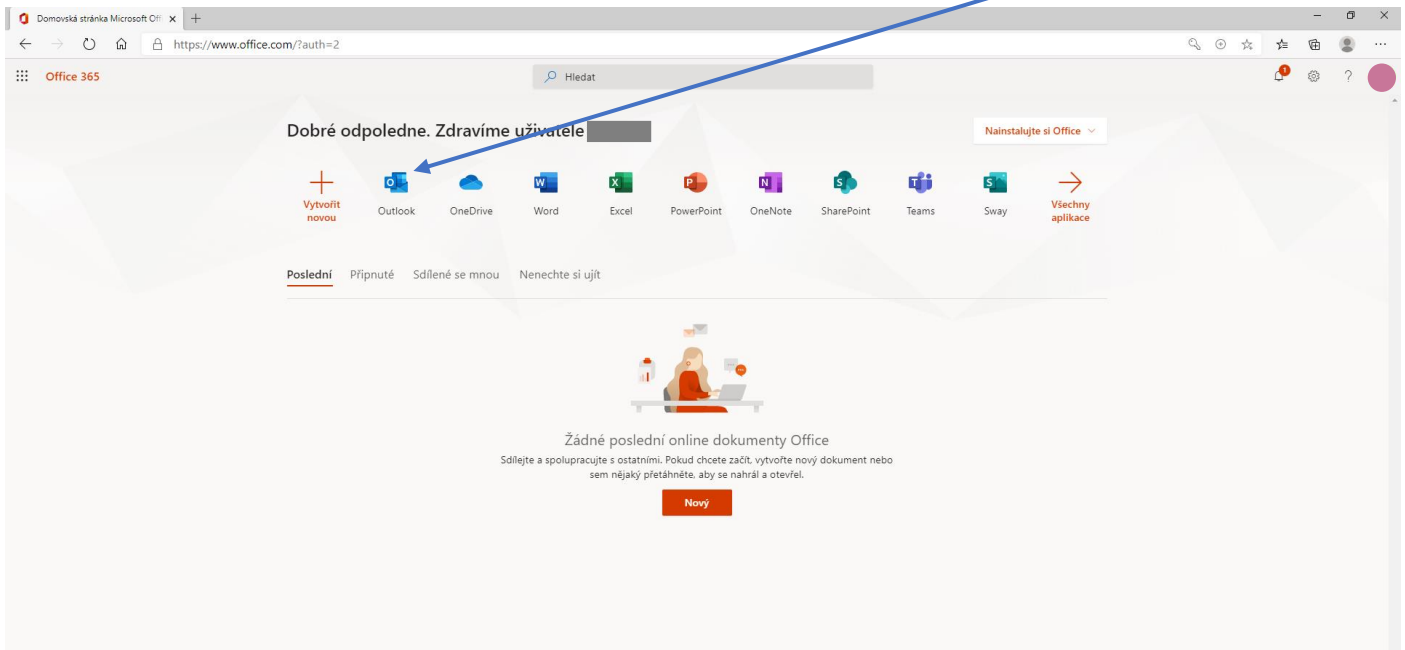 Domovská stránka Microsoft Off
https://www.office.com/?auth=2
Office 365
Hledat
1
?
Dobré odpoledne. Zdravíme uživatele
Nainstalujte si Office
Vytvořit
novou
Outlook
OneDrive
Word
Excel
PowerPoint
OneNote
SharePoint
Teams
Sway
Všechny
aplikace
Poslední
Připnuté
Sdílené se mnou
Nenechte si ujít
Žádné poslední online dokumenty Office
Sdílejte a spolupracujte s ostatními. Pokud chcete začít, vytvořte nový dokument nebo
sem nějaký přetáhněte, aby se nahrál a otevřel.
Nový